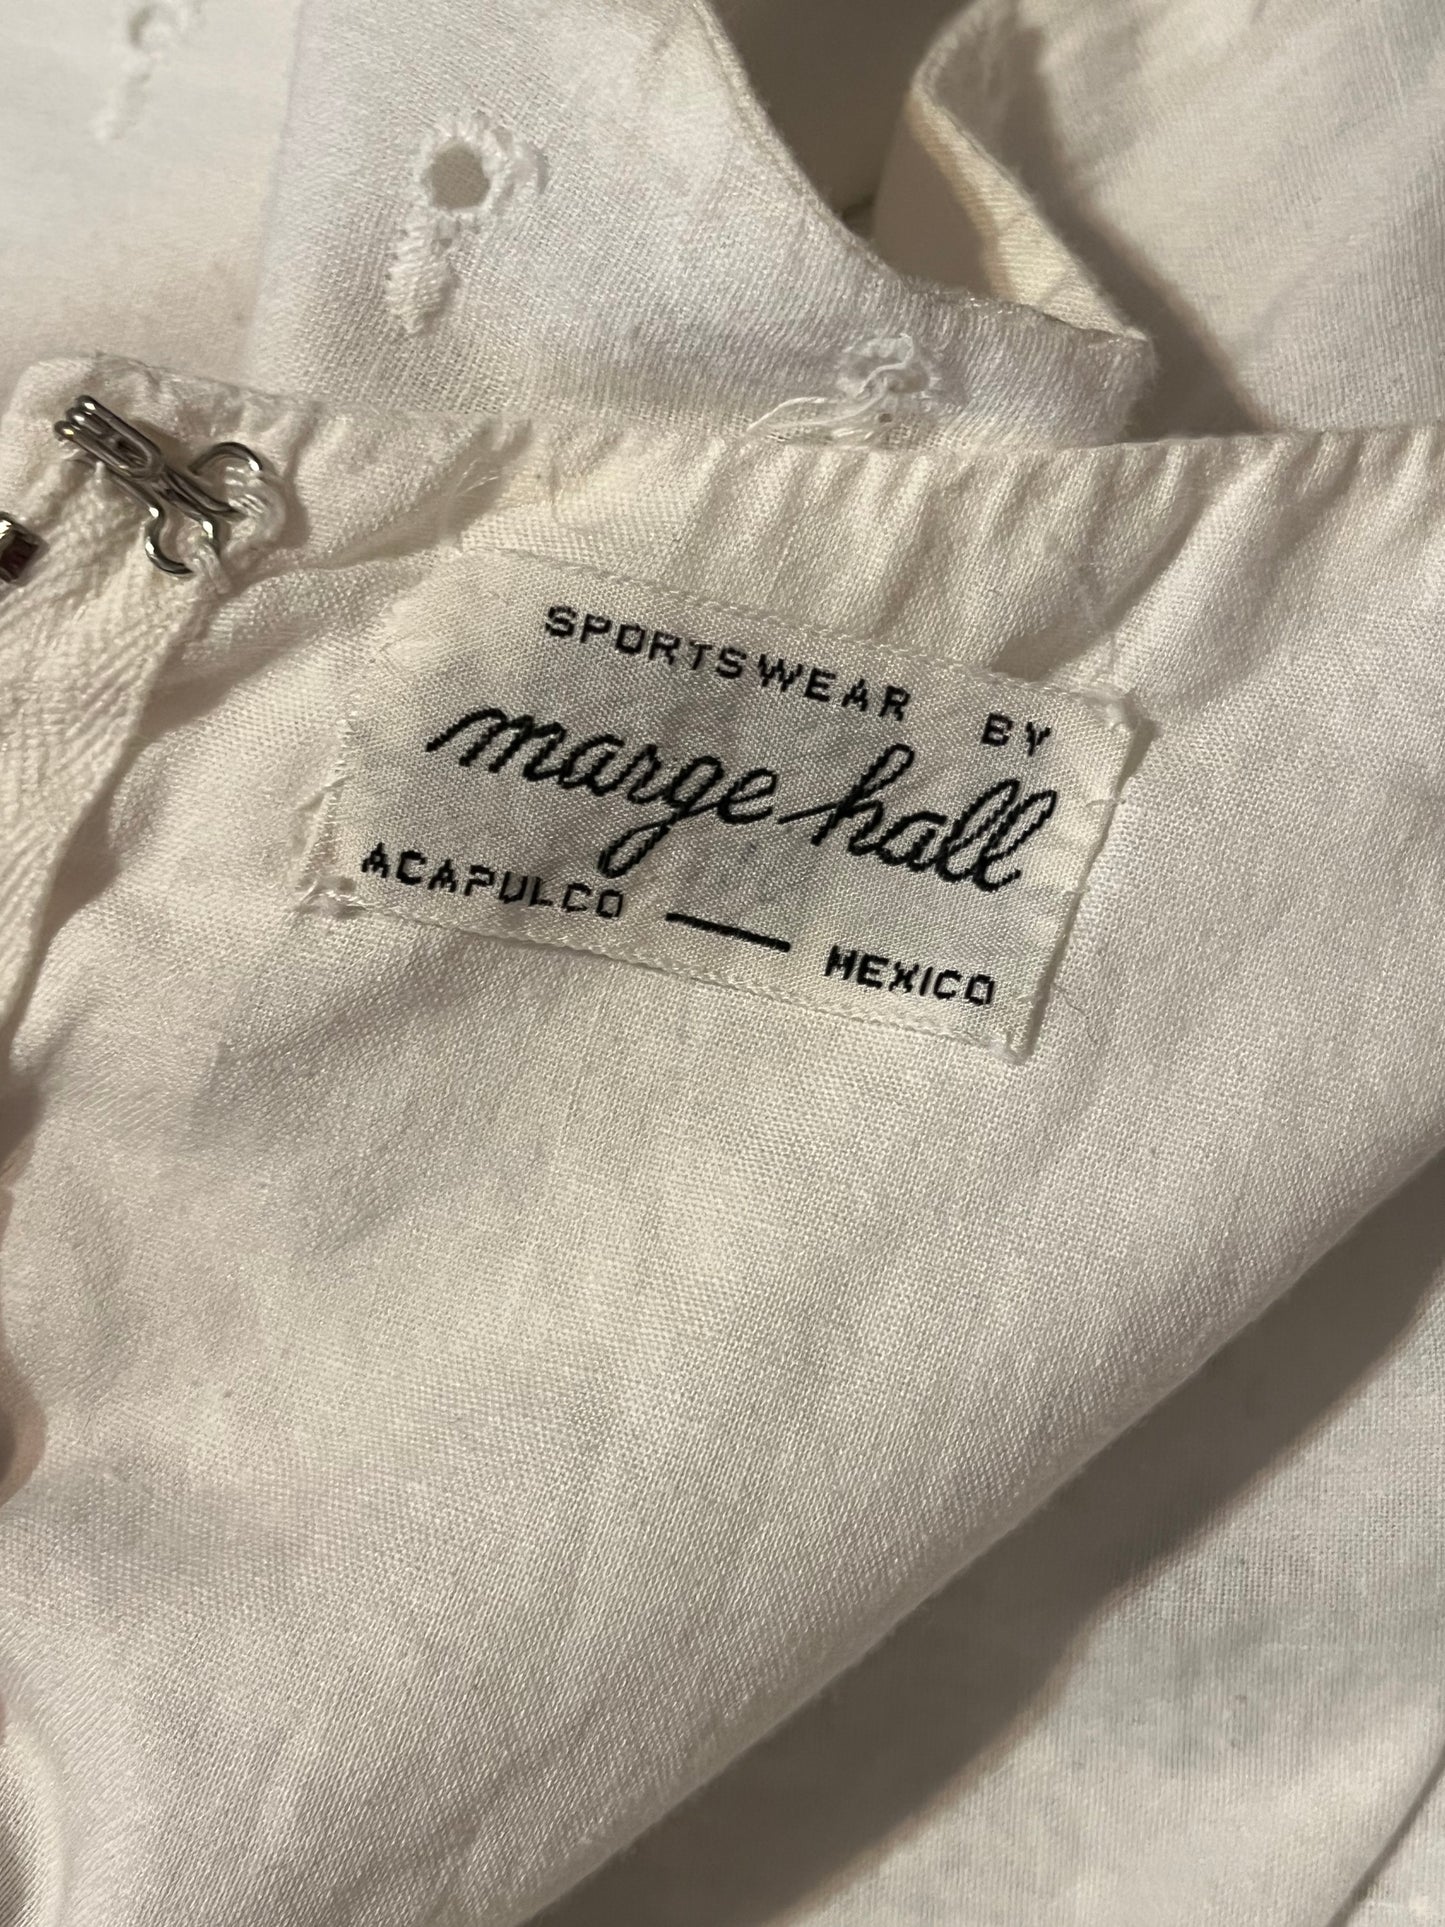 SPORTSWEAR BY
marge hall
ACAPULCO — MEXICO